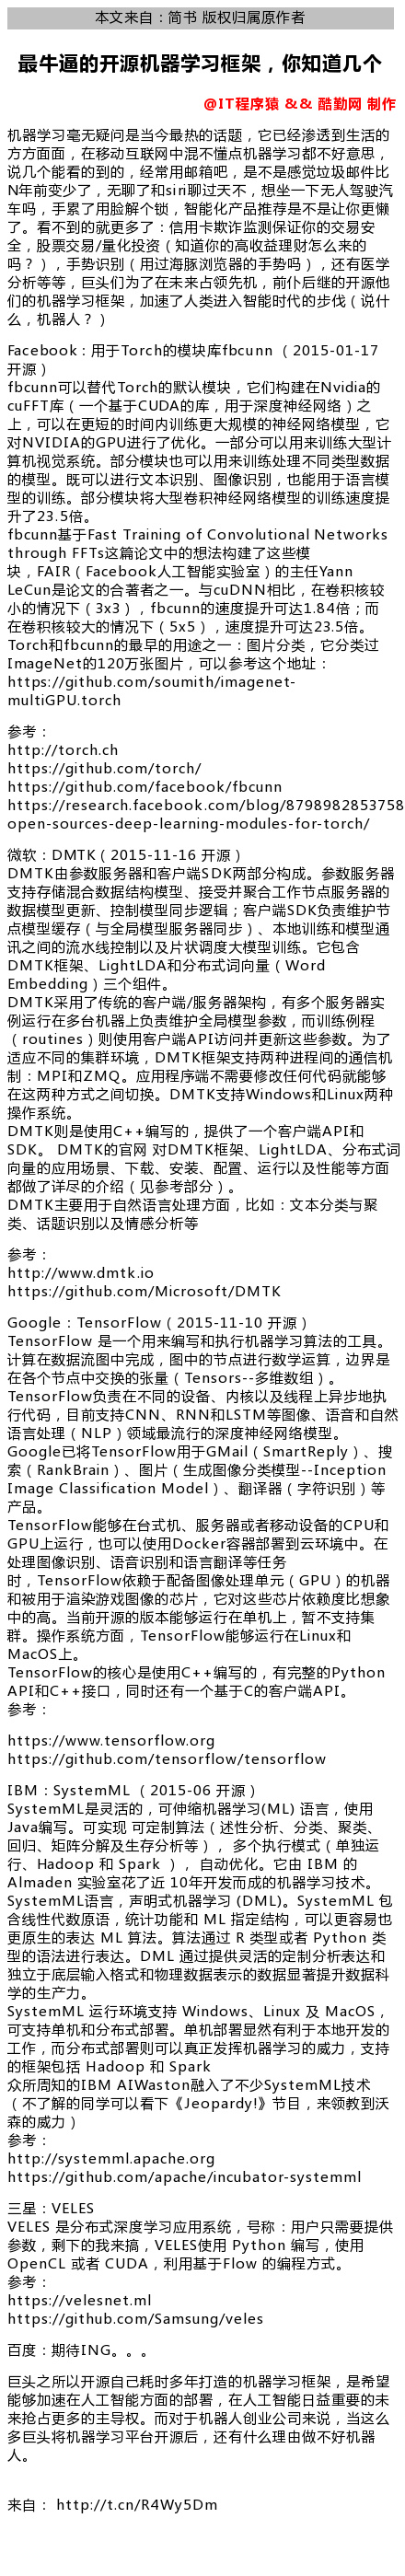 本文来自：简书 版权归属原作者
最牛逼的开源机器学习框架，你知道几个
@IT程序猿 && 酷勤网 制作
机器学习毫无疑问是当今最热的话题，它已经渗透到生活的
方方面面，在移动互联网中混不懂点机器学习都不好意思，
说几个能看的到的，经常用邮箱吧，是不是感觉垃圾邮件比
N年前变少了，无聊了和siri聊过天不，想坐一下无人驾驶汽
车吗，手累了用脸解个锁，智能化产品推荐是不是让你更懒
了。看不到的就更多了：信用卡欺诈监测保证你的交易安
全，股票交易/量化投资（知道你的高收益理财怎么来的
吗？），手势识别（用过海豚浏览器的手势吗），还有医学
分析等等，巨头们为了在未来占领先机，前仆后继的开源他
们的机器学习框架，加速了人类进入智能时代的步伐（说什
么，机器人？）
Facebook：用于Torch的模块库fbcunn （2015-01-17
开源）
fbcunn可以替代Torch的默认模块，它们构建在Nvidia的
cuFFT库（一个基于CUDA的库，用于深度神经网络）之
上，可以在更短的时间内训练更大规模的神经网络模型，它
对NVIDIA的GPU进行了优化。一部分可以用来训练大型计
算机视觉系统。部分模块也可以用来训练处理不同类型数据
的模型。既可以进行文本识别、图像识别，也能用于语言模
型的训练。部分模块将大型卷积神经网络模型的训练速度提
升了23.5倍。
fbcunn基于Fast Training of Convolutional Networks
through FFTs这篇论文中的想法构建了这些模
块，FAIR（Facebook人工智能实验室）的主任Yann
LeCun是论文的合著者之一。与cuDNN相比，在卷积核较
小的情况下（3x3），fbcunn的速度提升可达1.84倍；而
在卷积核较大的情况下（5x5），速度提升可达23.5倍。
Torch和fbcunn的最早的用途之一：图片分类，它分类过
ImageNet的120万张图片，可以参考这个地址：
https://github.com/soumith/imagenet-
multiGPU.torch
参考：
http://torch.ch
https://github.com/torch/
https://github.com/facebook/fbcunn
https://research.facebook.com/blog/8798982853758
open-sources-deep-learning-modules-for-torch/
微软：DMTK（2015-11-16 开源）
DMTK由参数服务器和客户端SDK两部分构成。参数服务器
支持存储混合数据结构模型、接受并聚合工作节点服务器的
数据模型更新、控制模型同步逻辑；客户端SDK负责维护节
点模型缓存（与全局模型服务器同步）、本地训练和模型通
讯之间的流水线控制以及片状调度大模型训练。它包含
DMTK框架、LightLDA和分布式词向量（Word
Embedding）三个组件。
DMTK采用了传统的客户端/服务器架构，有多个服务器实
例运行在多台机器上负责维护全局模型参数，而训练例程
（routines）则使用客户端API访问并更新这些参数。为了
适应不同的集群环境，DMTK框架支持两种进程间的通信机
制：MPI和ZMQ。应用程序端不需要修改任何代码就能够
在这两种方式之间切换。DMTK支持Windows和Linux两种
操作系统。
DMTK则是使用C++编写的，提供了一个客户端API和
SDK。 DMTK的官网 对DMTK框架、LightLDA、分布式词
向量的应用场景、下载、安装、配置、运行以及性能等方面
都做了详尽的介绍（见参考部分）。
DMTK主要用于自然语言处理方面，比如：文本分类与聚
类、话题识别以及情感分析等
参考：
http://www.dmtk.io
https://github.com/Microsoft/DMTK
Google：TensorFlow（2015-11-10 开源）
TensorFlow 是一个用来编写和执行机器学习算法的工具。
计算在数据流图中完成，图中的节点进行数学运算，边界是
在各个节点中交换的张量（Tensors--多维数组）。
TensorFlow负责在不同的设备、内核以及线程上异步地执
行代码，目前支持CNN、RNN和LSTM等图像、语音和自然
语言处理（NLP）领域最流行的深度神经网络模型。
Google已将TensorFlow用于GMail（SmartReply）、搜
索（RankBrain）、图片（生成图像分类模型--Inception
Image Classification Model）、翻译器（字符识别）等
产品。
TensorFlow能够在台式机、服务器或者移动设备的CPU和
GPU上运行，也可以使用Docker容器部署到云环境中。在
处理图像识别、语音识别和语言翻译等任务
时，TensorFlow依赖于配备图像处理单元（GPU）的机器
和被用于渲染游戏图像的芯片，它对这些芯片依赖度比想象
中的高。当前开源的版本能够运行在单机上，暂不支持集
群。操作系统方面，TensorFlow能够运行在Linux和
MacOS上。
TensorFlow的核心是使用C++编写的，有完整的Python
API和C++接口，同时还有一个基于C的客户端API。
参考：
https://www.tensorflow.org
https://github.com/tensorflow/tensorflow
IBM：SystemML （2015-06 开源）
SystemML是灵活的，可伸缩机器学习(ML) 语言，使用
Java编写。可实现 可定制算法（述性分析、分类、聚类、
回归、矩阵分解及生存分析等）， 多个执行模式（单独运
行、Hadoop 和 Spark ）， 自动优化。它由 IBM 的
Almaden 实验室花了近 10年开发而成的机器学习技术。
SystemML语言，声明式机器学习 (DML)。SystemML 包
含线性代数原语，统计功能和 ML 指定结构，可以更容易也
更原生的表达 ML 算法。算法通过 R 类型或者 Python 类
型的语法进行表达。DML 通过提供灵活的定制分析表达和
独立于底层输入格式和物理数据表示的数据显著提升数据科
学的生产力。
SystemML 运行环境支持 Windows、Linux 及 MacOS，
可支持单机和分布式部署。单机部署显然有利于本地开发的
工作，而分布式部署则可以真正发挥机器学习的威力，支持
的框架包括 Hadoop 和 Spark
众所周知的IBM AIWaston融入了不少SystemML技术
（不了解的同学可以看下《Jeopardy!》节目，来领教到沃
森的威力）
参考：
http://systemml.apache.org
https://github.com/apache/incubator-systemml
三星：VELES
VELES 是分布式深度学习应用系统，号称：用户只需要提供
参数，剩下的我来搞，VELES使用 Python 编写，使用
OpenCL 或者 CUDA，利用基于Flow 的编程方式。
参考：
https://velesnet.ml
https://github.com/Samsung/veles
百度：期待ING。。。
巨头之所以开源自己耗时多年打造的机器学习框架，是希望
能够加速在人工智能方面的部署，在人工智能日益重要的未
来抢占更多的主导权。而对于机器人创业公司来说，当这么
多巨头将机器学习平台开源后，还有什么理由做不好机器
人。
来自： http://t.cn/R4Wy5Dm